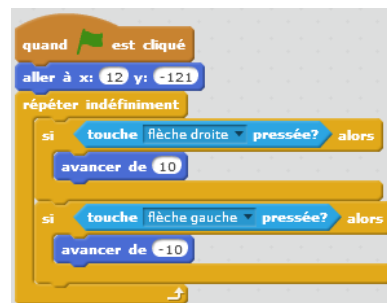 quand est cliqué
aller à x: 12 y: -121
répéter indéfiniment
si touche flèche droite pressée? alors
avancer de 10
si touche flèche gauche pressée? alors
avancer de -10